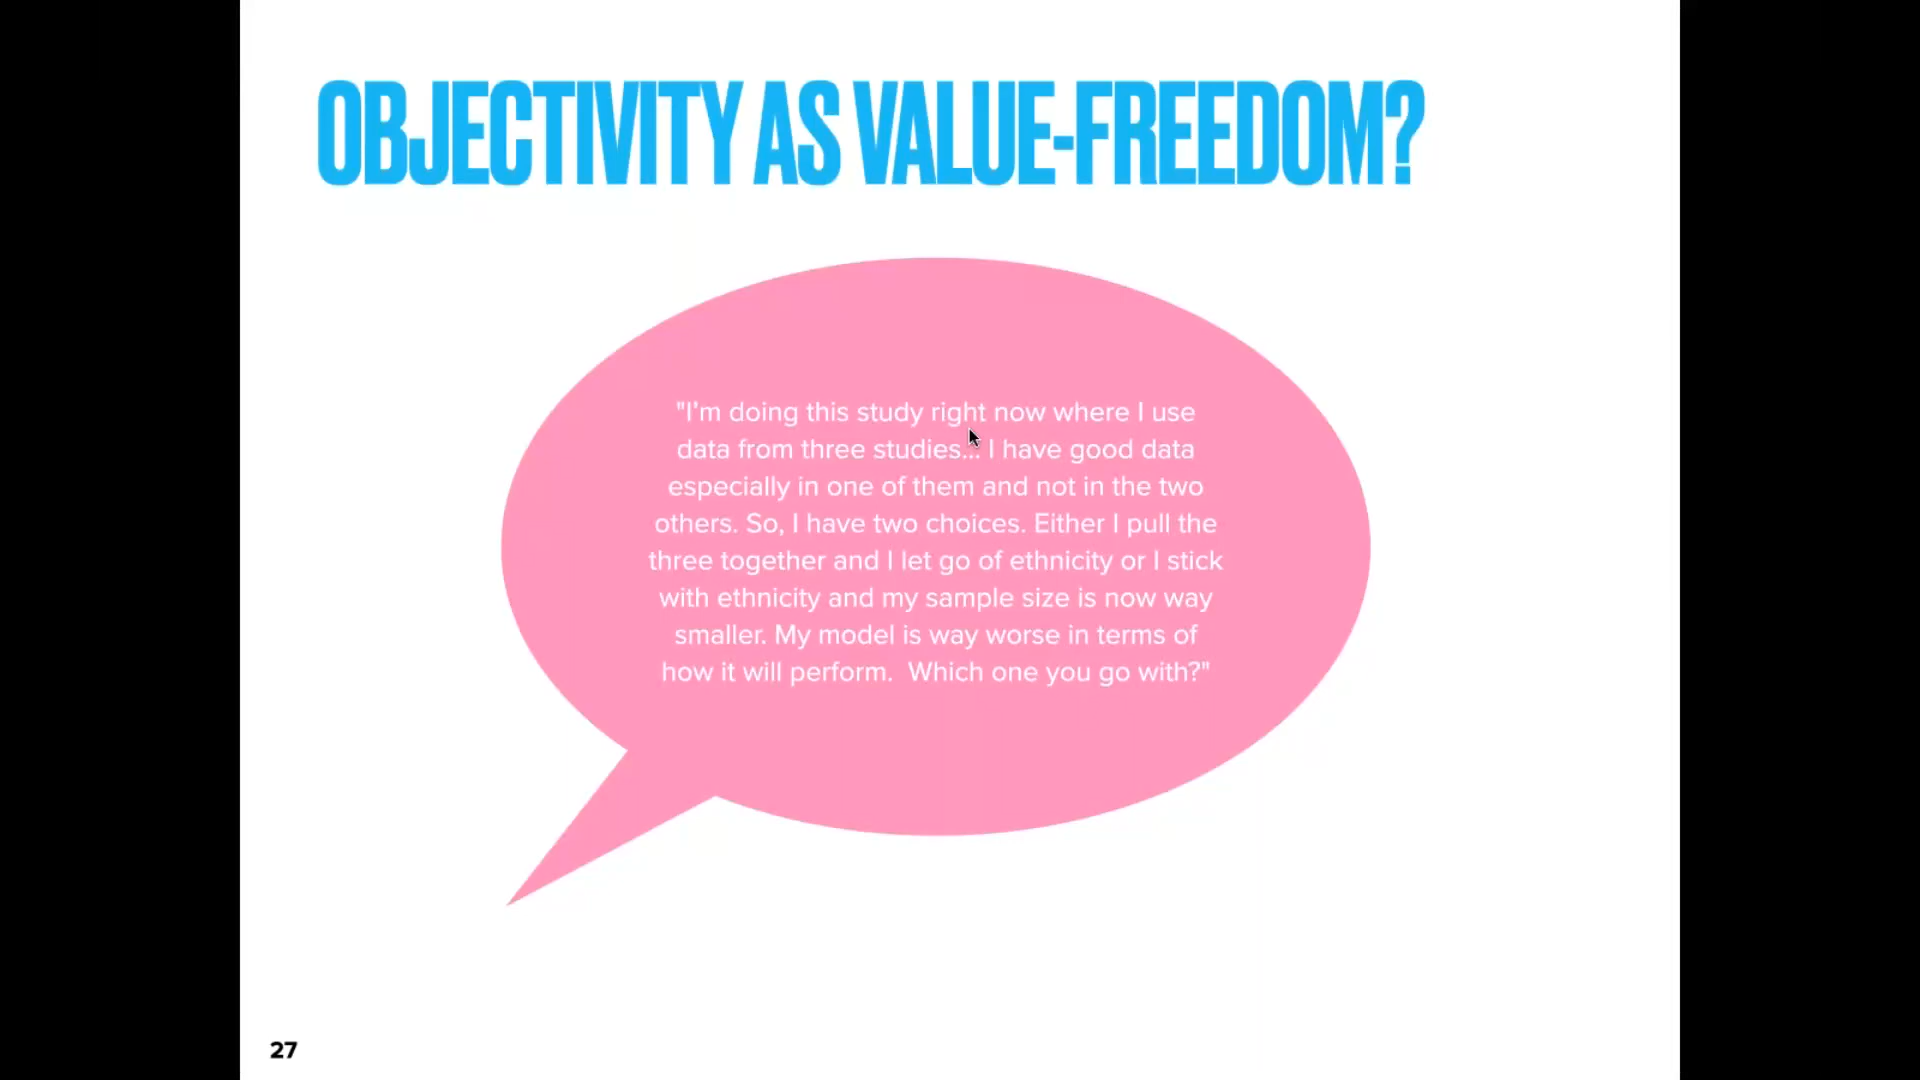 OBJECTIVITY AS VALUE-FREEDOM?
"I'm doing this study right now where I use
data from three studies... I have good data
especially in one of them and not in the two
others. So, I have two choices. Either I pull the
three together and I let go of ethnicity or I stick
with ethnicity and my sample size is now way
smaller. My model is way worse in terms of
how it will perform.  Which one you go with?"
27